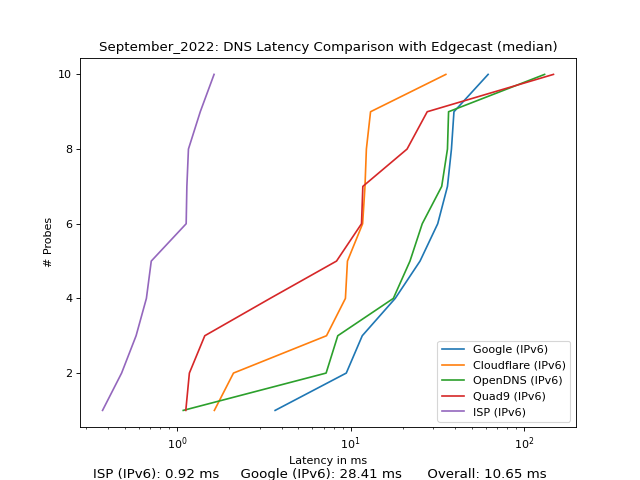 September_2022: DNS Latency Comparison with Edgecast (median)
10
8
6
4
2
# Probes
Google (IPv6)
Cloudflare (IPv6)
OpenDNS (IPv6)
Quad9 (IPv6)
ISP (IPv6)
10⁰ 10¹ 10²
Latency in ms
ISP (IPv6): 0.92 ms Google (IPv6): 28.41 ms Overall: 10.65 ms